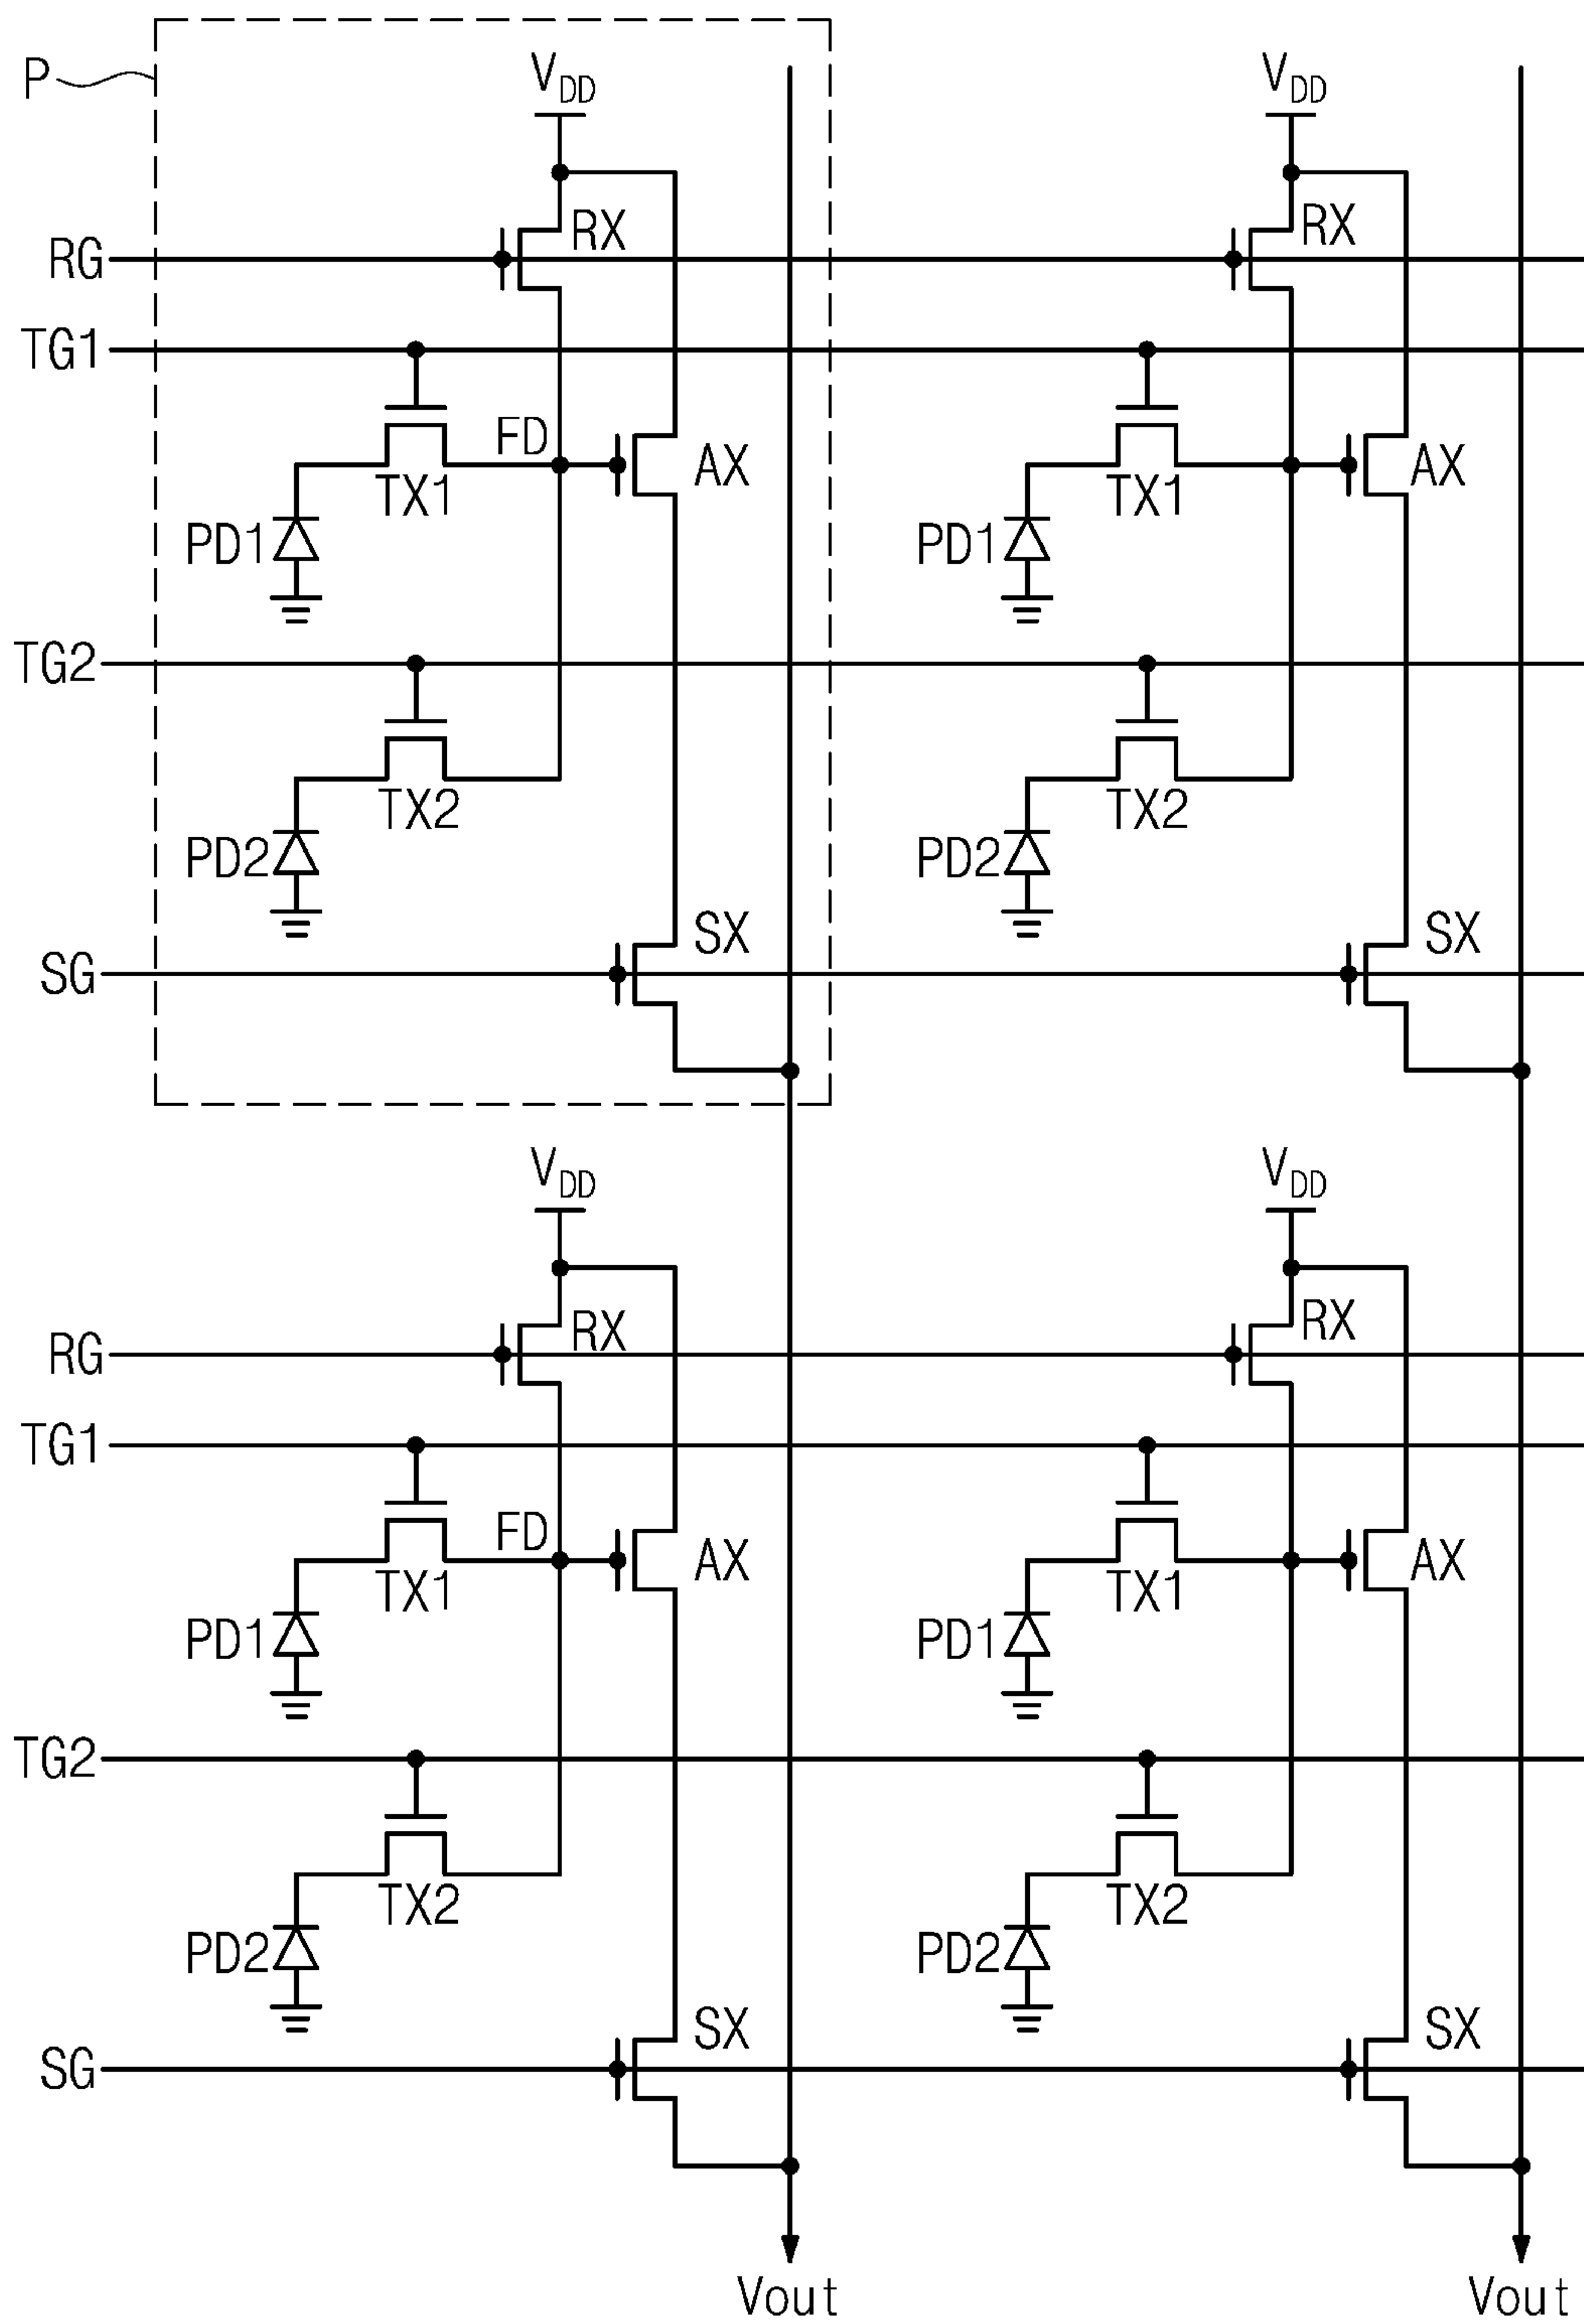 P
VDD VDD
RX RX
RG
TG1
FD
AX AX
TX1 TX1
PD1 PD1
TG2
TX2 TX2
PD2 PD2
SX SX
SG
VDD VDD
RX RX
RG
TG1
FD
AX AX
TX1 TX1
PD1 PD1
TG2
TX2 TX2
PD2 PD2
SX SX
SG
Vout Vout